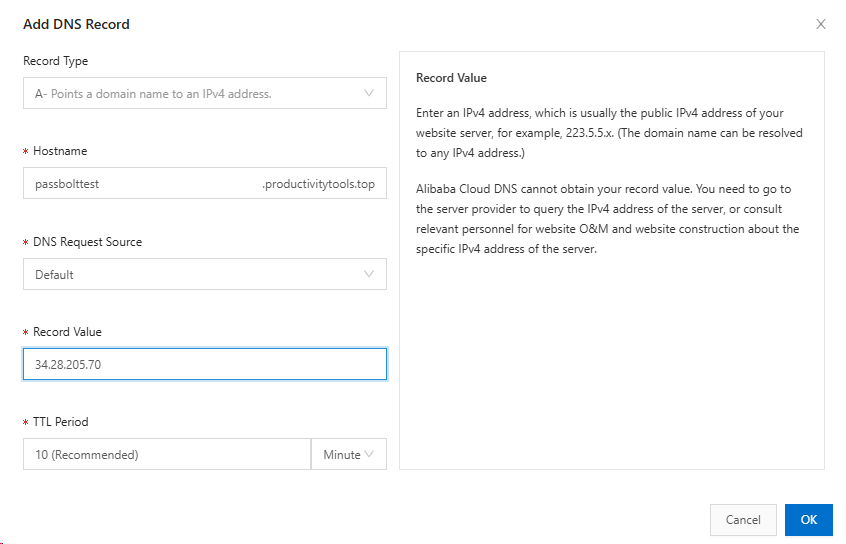 Add DNS Record
Record Type
A- Points a domain name to an IPv4 address.
* Hostname
passbolttest .productivitytools.top
* DNS Request Source
Default
* Record Value
34.28.205.70
* TTL Period
10 (Recommended) Minute
Record Value
Enter an IPv4 address, which is usually the public IPv4 address of your
website server, for example, 223.5.5.x. (The domain name can be resolved
to any IPv4 address.)
Alibaba Cloud DNS cannot obtain your record value. You need to go to
the server provider to query the IPv4 address of the server, or consult
relevant personnel for website O&M and website construction about the
specific IPv4 address of the server.
Cancel OK